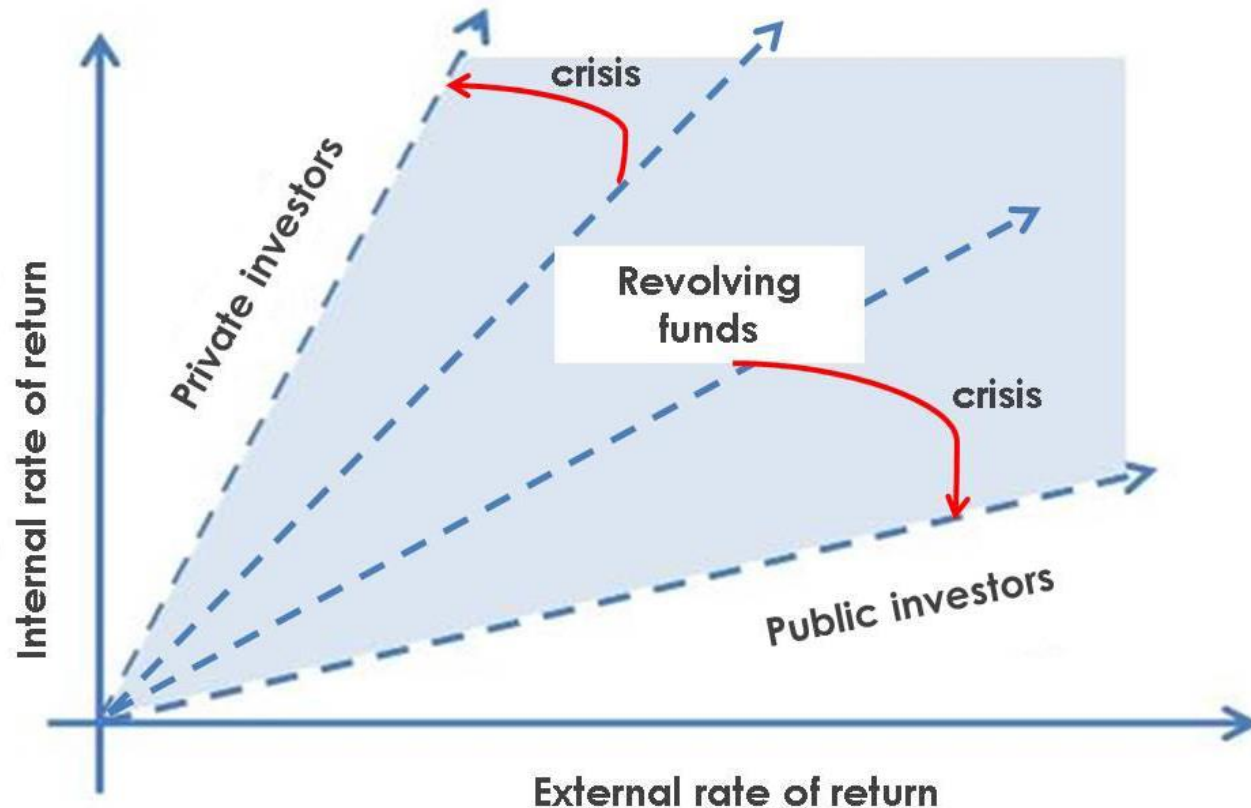 crisis
Private investors
Internal rate of return
Revolving
funds
crisis
Public investors
External rate of return